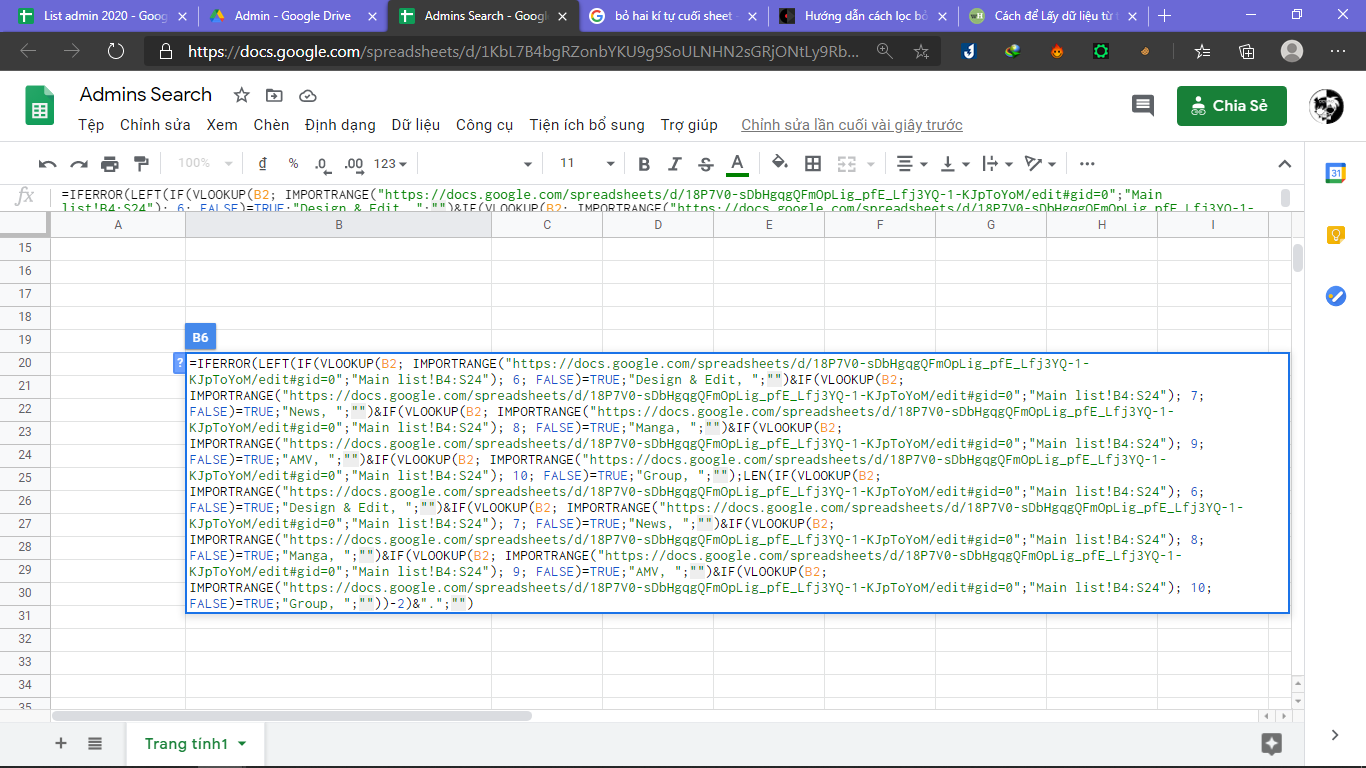 List admin 2020 - Goog
Admin - Google Drive
Admins Search - Google
bỏ hai kí tự cuối sheet -
Hướng dẫn cách lọc bỏ
Cách để Lấy dữ liệu từ t
https://docs.google.com/spreadsheets/d/1KbL7B4bgRZonbYKU9g9SoULNHN2sGRjONtLy9Rb...
Admins Search
Chia Sẻ
Tệp Chỉnh sửa Xem Chèn Định dạng Dữ liệu Công cụ Tiện ích bổ sung Trợ giúp Chỉnh sửa lần cuối vài giây trước
100% ₫ % .0 .00 123 11 B I S A
31
fx =IFERROR(LEFT(IF(VLOOKUP(B2; IMPORTRANGE("https://docs.google.com/spreadsheets/d/18P7V0-sDbHgqgQFmOpLig_pfE_Lfj3YQ-1-KJpToYoM/edit#gid=0";"Main
list!B4:S24"); 6; FALSE)=TRUE;"Design & Edit, ";"")&IF(VLOOKUP(B2; IMPORTRANGE("https://docs.google.com/spreadsheets/d/18P7V0-sDbHgqgQFmOpLig_pfE_Lfj3YQ-1-
A B C D E F G H I
15
16
17
18
19
B6
20
?
=IFERROR(LEFT(IF(VLOOKUP(B2; IMPORTRANGE("https://docs.google.com/spreadsheets/d/18P7V0-sDbHgqgQFmOpLig_pfE_Lfj3YQ-1-
KJpToYoM/edit#gid=0";"Main list!B4:S24"); 6; FALSE)=TRUE;"Design & Edit, ";"")&IF(VLOOKUP(B2;
IMPORTRANGE("https://docs.google.com/spreadsheets/d/18P7V0-sDbHgqgQFmOpLig_pfE_Lfj3YQ-1-KJpToYoM/edit#gid=0";"Main list!B4:S24"); 7;
FALSE)=TRUE;"News, ";"")&IF(VLOOKUP(B2; IMPORTRANGE("https://docs.google.com/spreadsheets/d/18P7V0-sDbHgqgQFmOpLig_pfE_Lfj3YQ-1-
KJpToYoM/edit#gid=0";"Main list!B4:S24"); 8; FALSE)=TRUE;"Manga, ";"")&IF(VLOOKUP(B2;
IMPORTRANGE("https://docs.google.com/spreadsheets/d/18P7V0-sDbHgqgQFmOpLig_pfE_Lfj3YQ-1-KJpToYoM/edit#gid=0";"Main list!B4:S24"); 9;
FALSE)=TRUE;"AMV, ";"")&IF(VLOOKUP(B2; IMPORTRANGE("https://docs.google.com/spreadsheets/d/18P7V0-sDbHgqgQFmOpLig_pfE_Lfj3YQ-1-
KJpToYoM/edit#gid=0";"Main list!B4:S24"); 10; FALSE)=TRUE;"Group, ";"");LEN(IF(VLOOKUP(B2;
IMPORTRANGE("https://docs.google.com/spreadsheets/d/18P7V0-sDbHgqgQFmOpLig_pfE_Lfj3YQ-1-KJpToYoM/edit#gid=0";"Main list!B4:S24"); 6;
FALSE)=TRUE;"Design & Edit, ";"")&IF(VLOOKUP(B2; IMPORTRANGE("https://docs.google.com/spreadsheets/d/18P7V0-sDbHgqgQFmOpLig_pfE_Lfj3YQ-1-
KJpToYoM/edit#gid=0";"Main list!B4:S24"); 7; FALSE)=TRUE;"News, ";"")&IF(VLOOKUP(B2;
IMPORTRANGE("https://docs.google.com/spreadsheets/d/18P7V0-sDbHgqgQFmOpLig_pfE_Lfj3YQ-1-KJpToYoM/edit#gid=0";"Main list!B4:S24"); 8;
FALSE)=TRUE;"Manga, ";"")&IF(VLOOKUP(B2; IMPORTRANGE("https://docs.google.com/spreadsheets/d/18P7V0-sDbHgqgQFmOpLig_pfE_Lfj3YQ-1-
KJpToYoM/edit#gid=0";"Main list!B4:S24"); 9; FALSE)=TRUE;"AMV, ";"")&IF(VLOOKUP(B2;
IMPORTRANGE("https://docs.google.com/spreadsheets/d/18P7V0-sDbHgqgQFmOpLig_pfE_Lfj3YQ-1-KJpToYoM/edit#gid=0";"Main list!B4:S24"); 10;
FALSE)=TRUE;"Group, ";""))-2)&".";"")
21
22
23
24
25
26
27
28
29
30
31
32
33
34
35
Trang tính1